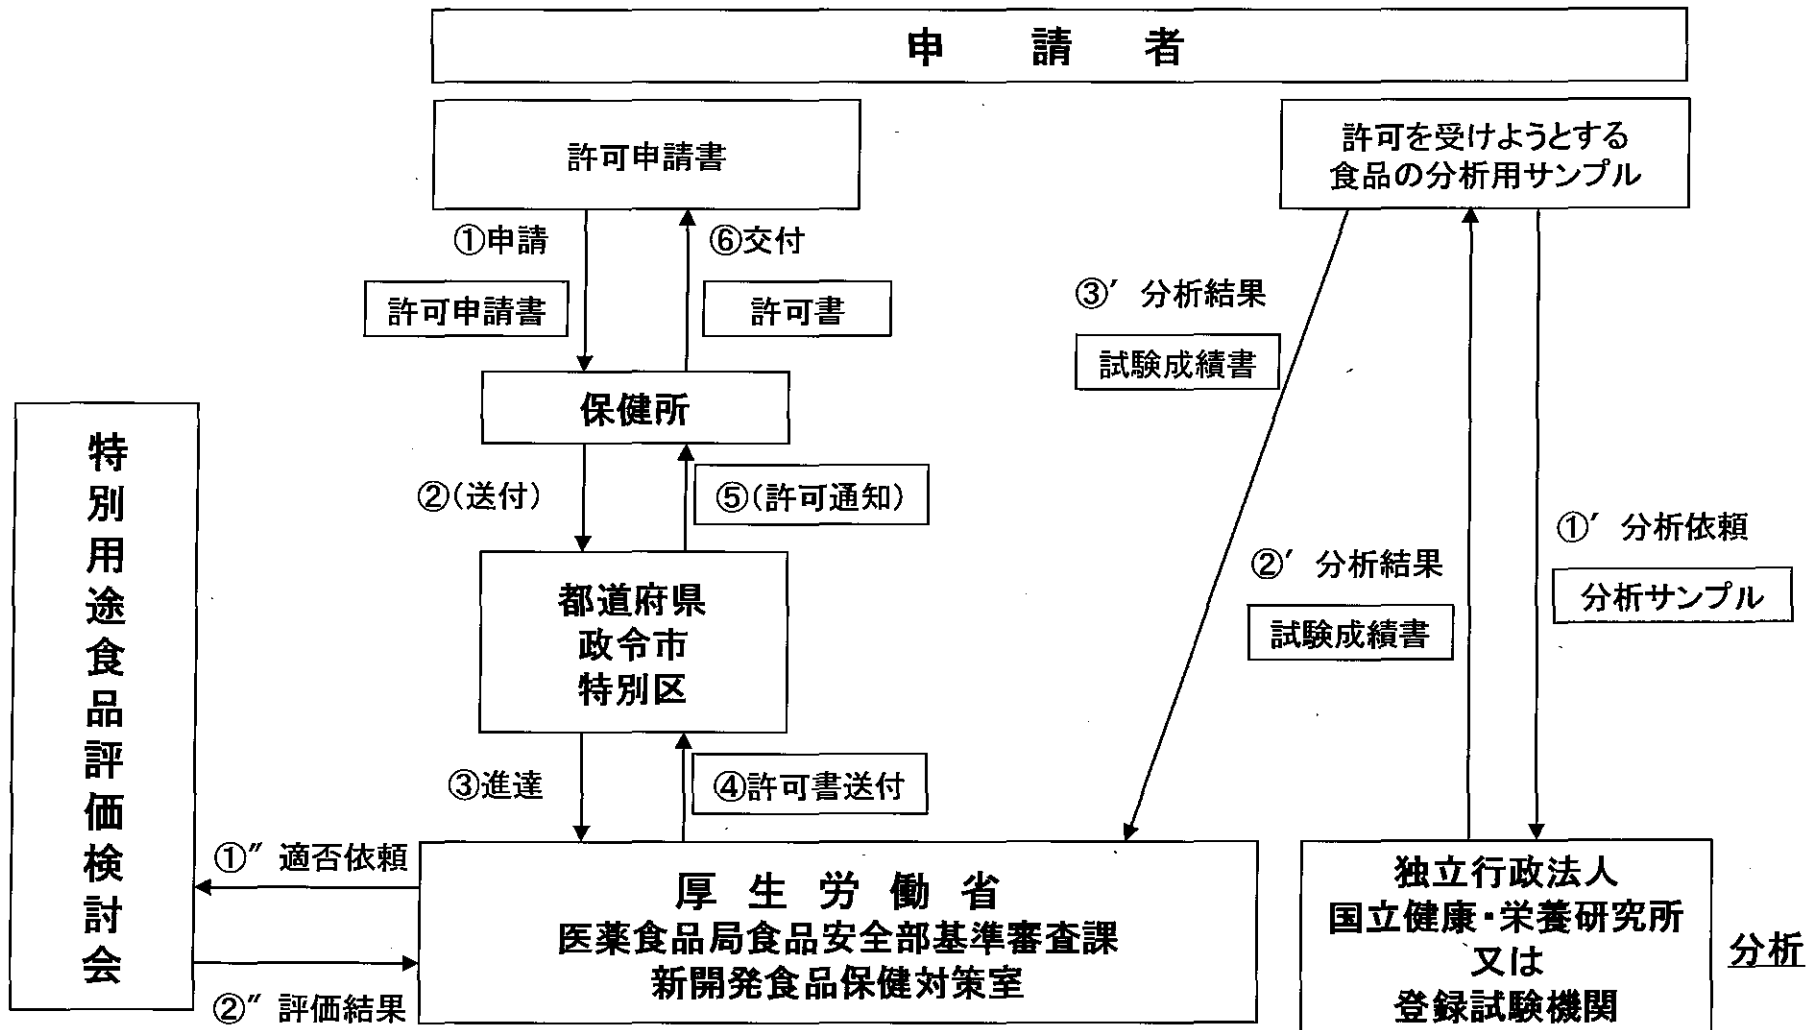 申請者
許可申請書
許可を受けようとする
食品の分析用サンプル
①申請
⑥交付
許可申請書
許可書
③′ 分析結果
試験成績書
保健所
②(送付)
⑤(許可通知)
①′ 分析依頼
分析サンプル
②′ 分析結果
試験成績書
都道府県
政令市
特別区
③進達
④許可書送付
特別用途食品評価検討会
①″ 適否依頼
②″ 評価結果
厚生労働省
医薬食品局食品安全部基準審査課
新開発食品保健対策室
独立行政法人
国立健康・栄養研究所
又は
登録試験機関
分析